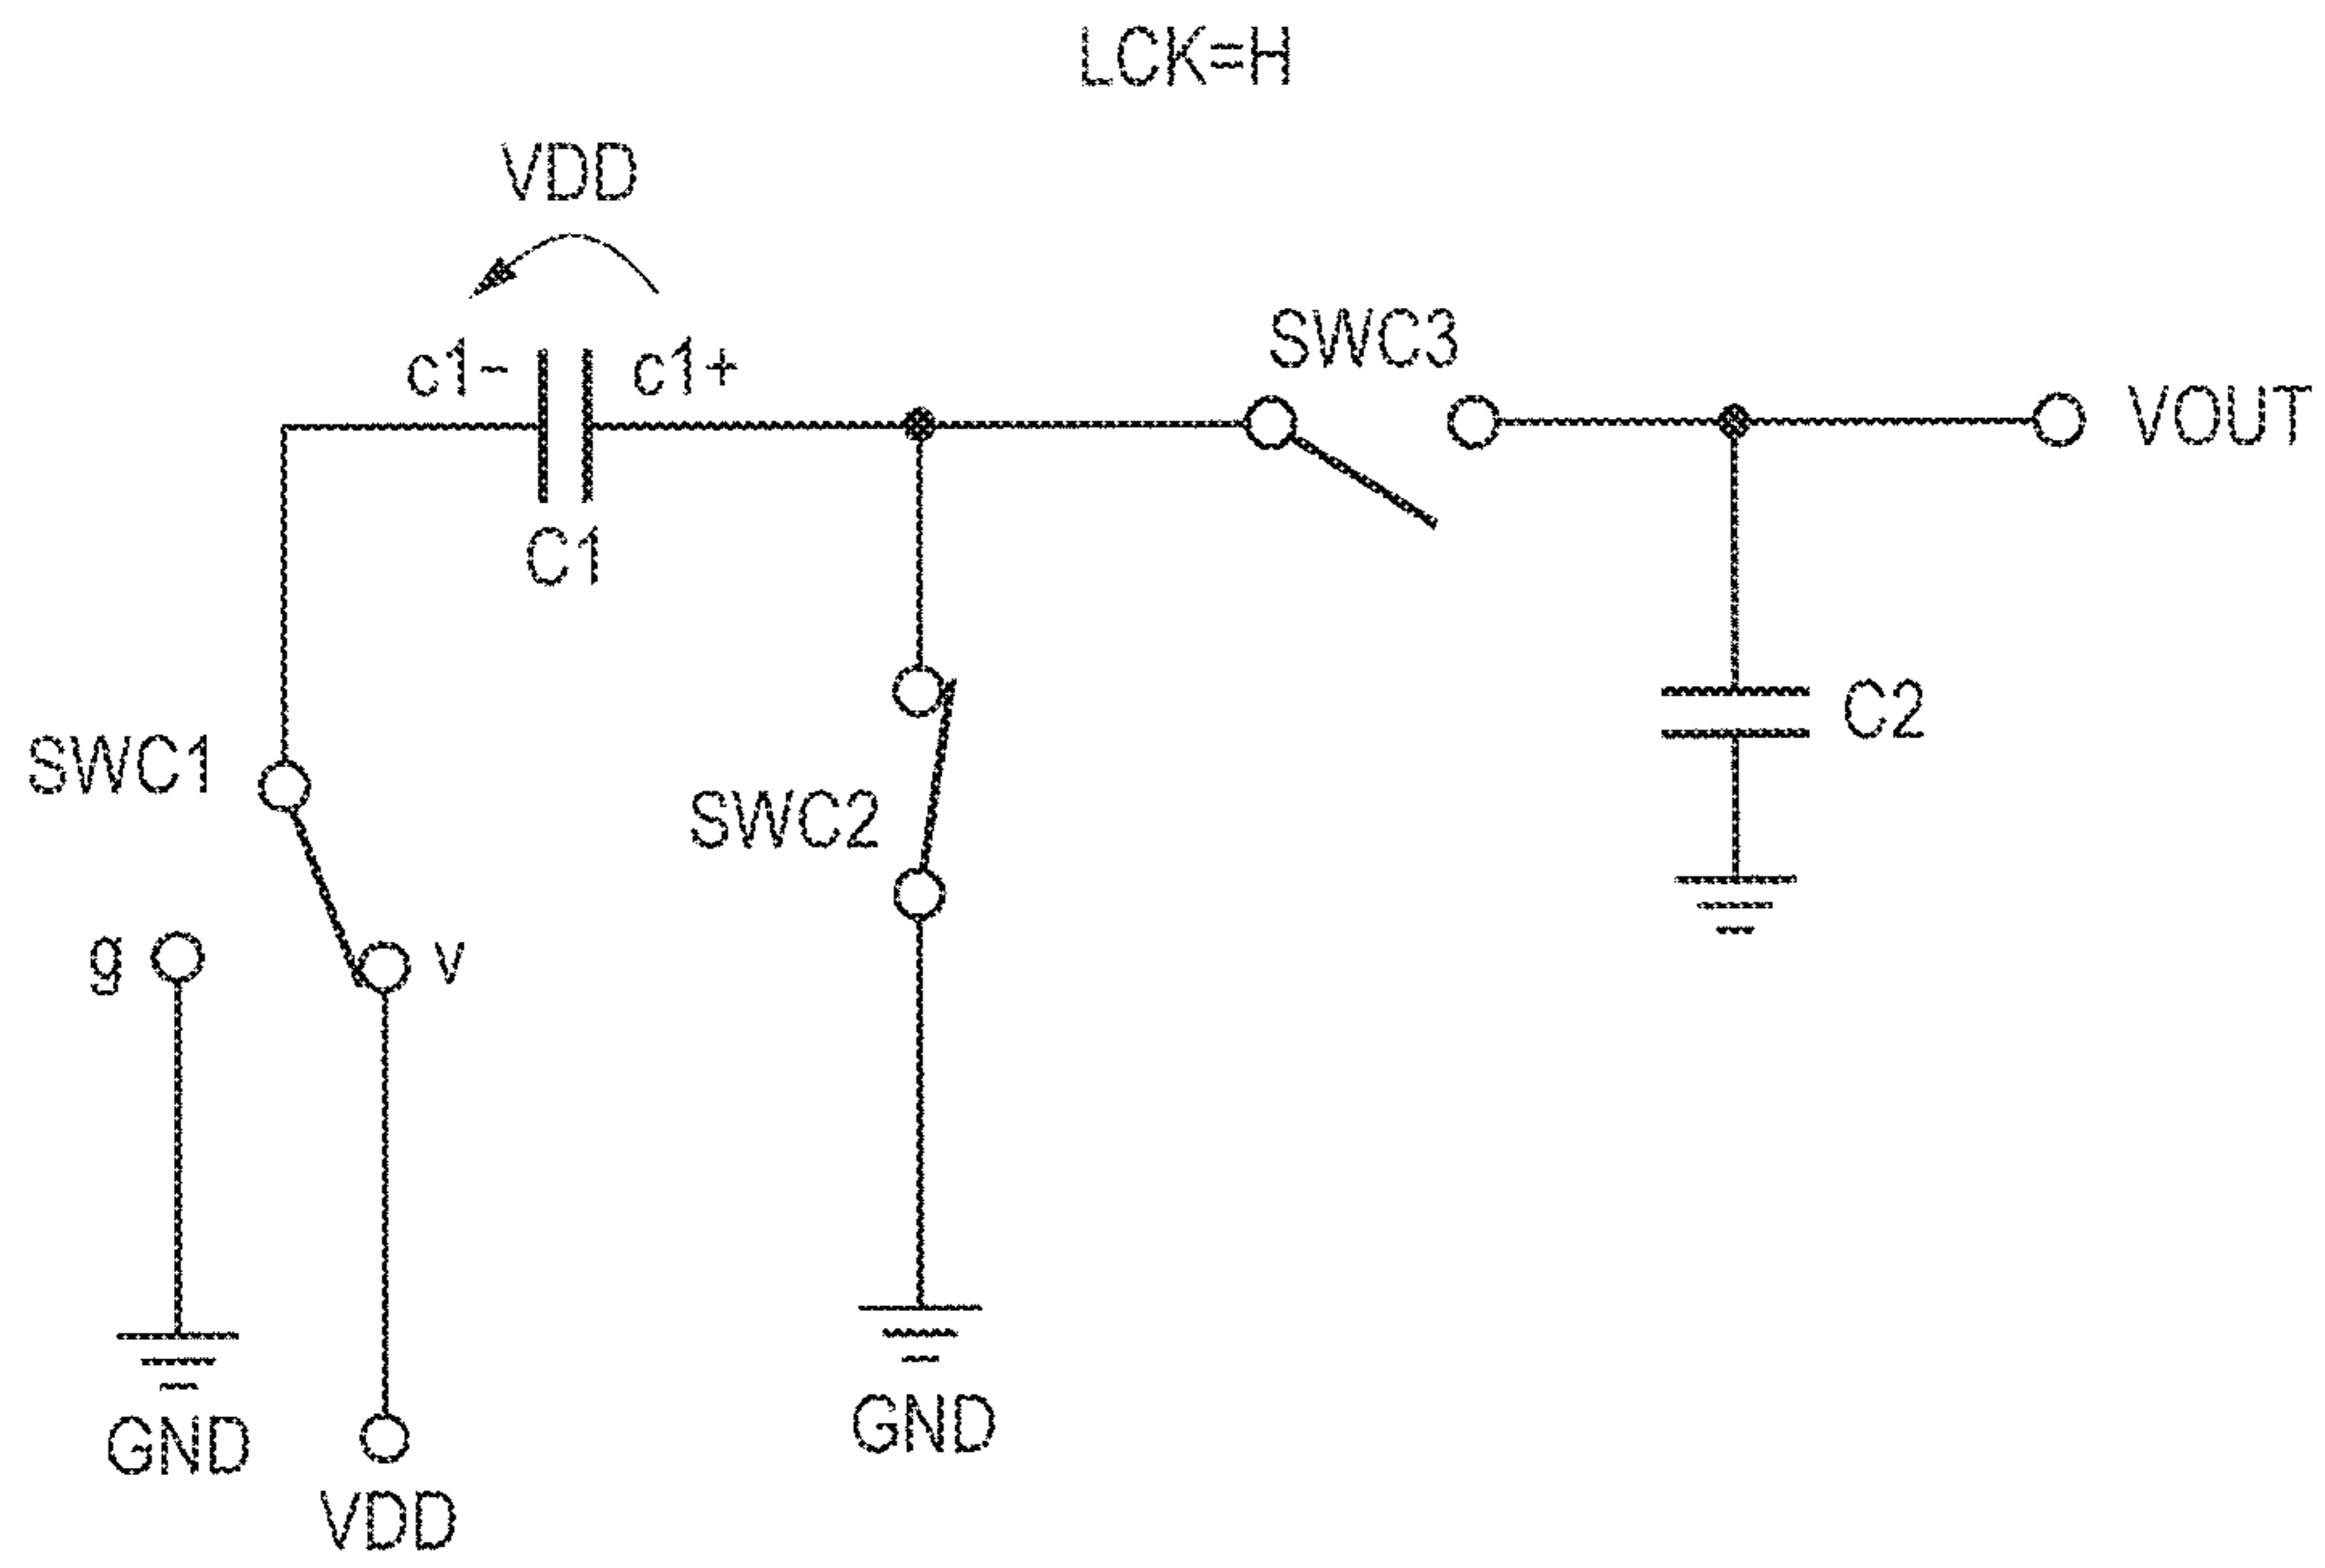 LCK=H
VDD
c1-
c1+
C1
SWC3
VOUT
C2
SWC1
SWC2
g
v
GND
VDD
GND